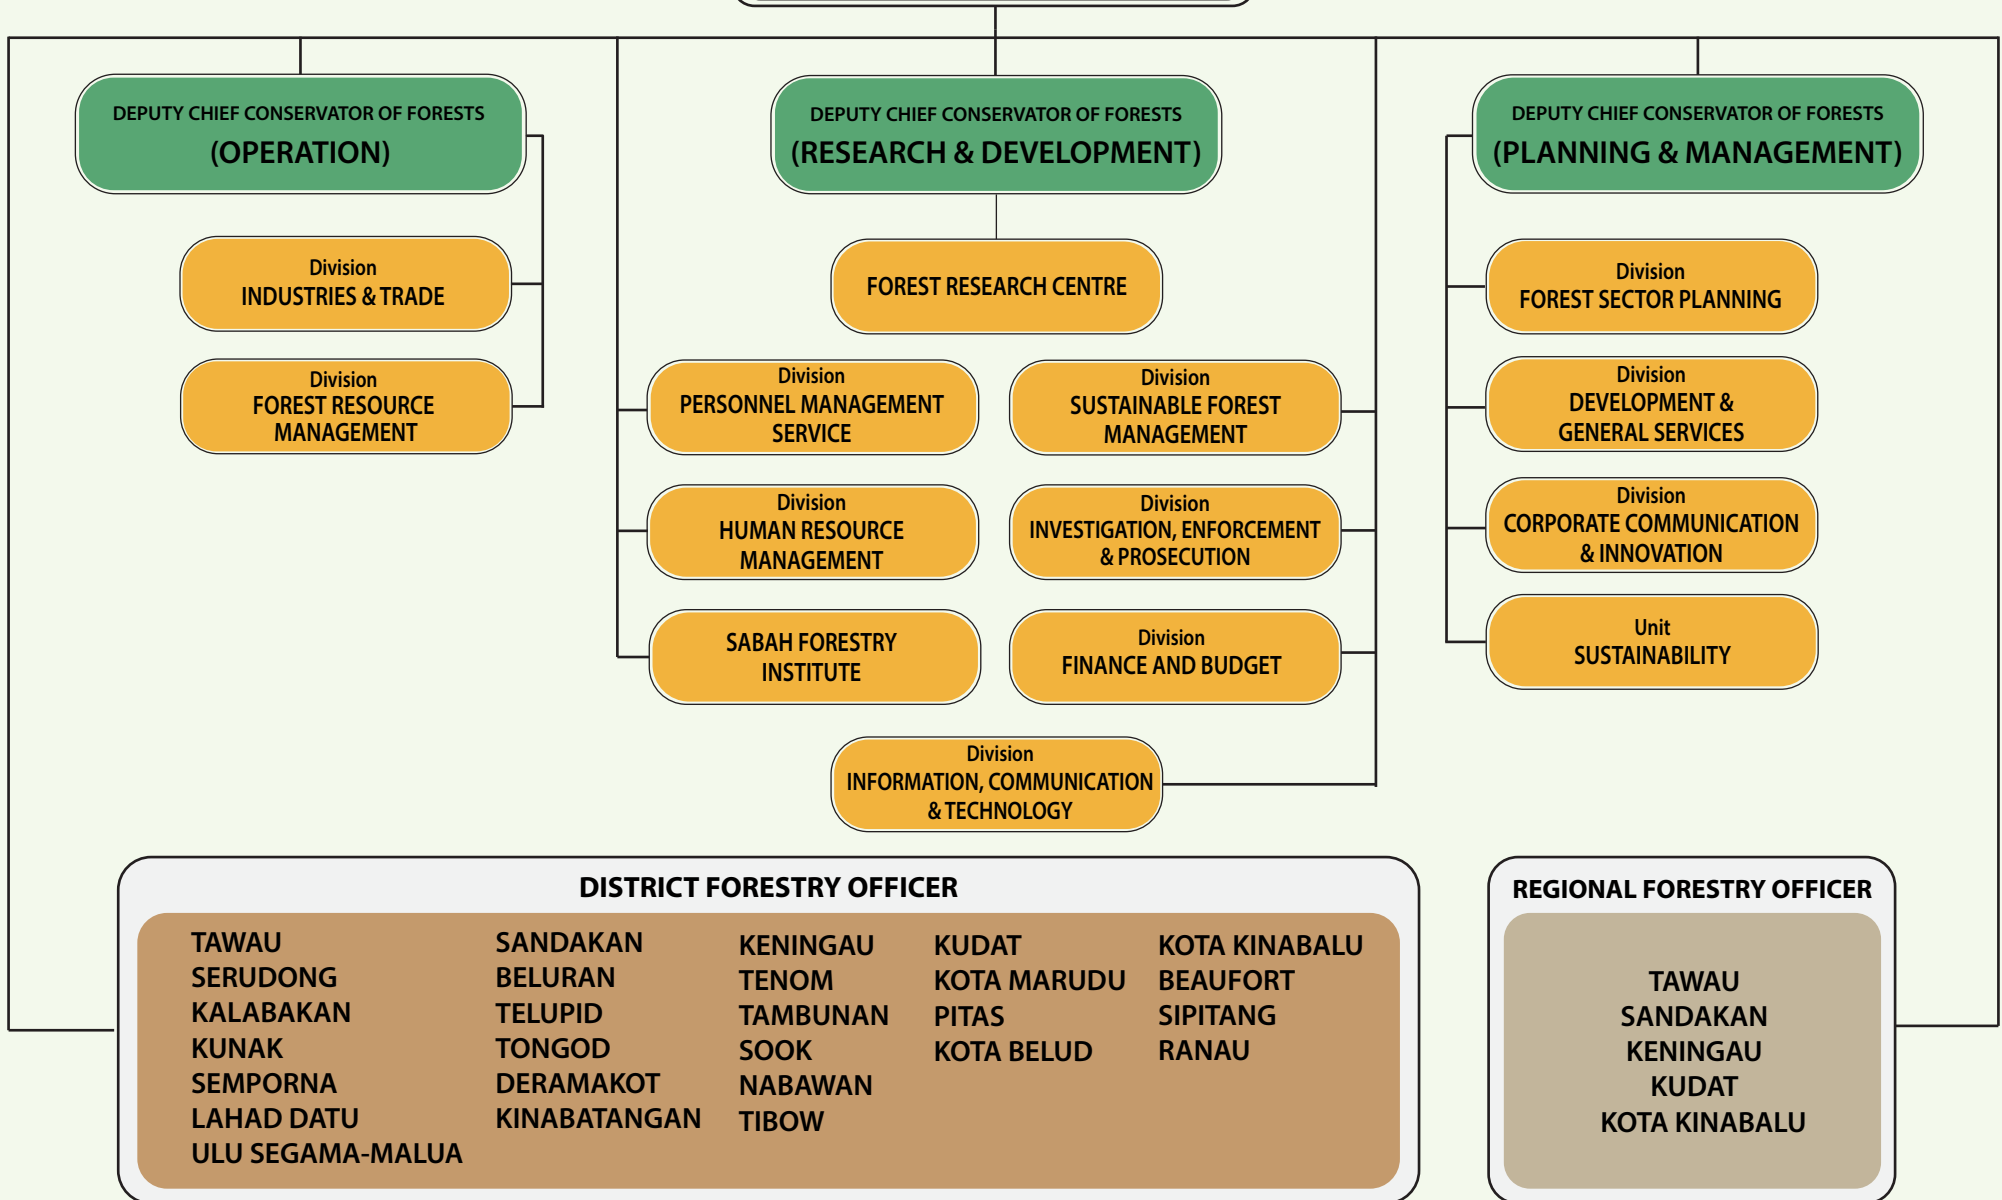 DEPUTY CHIEF CONSERVATOR OF FORESTS
(OPERATION)
Division
INDUSTRIES & TRADE
Division
FOREST RESOURCE
MANAGEMENT
DEPUTY CHIEF CONSERVATOR OF FORESTS
(RESEARCH & DEVELOPMENT)
FOREST RESEARCH CENTRE
Division
PERSONNEL MANAGEMENT
SERVICE
Division
HUMAN RESOURCE
MANAGEMENT
SABAH FORESTRY
INSTITUTE
Division
SUSTAINABLE FOREST
MANAGEMENT
Division
INVESTIGATION, ENFORCEMENT
& PROSECUTION
Division
FINANCE AND BUDGET
Division
INFORMATION, COMMUNICATION
& TECHNOLOGY
DEPUTY CHIEF CONSERVATOR OF FORESTS
(PLANNING & MANAGEMENT)
Division
FOREST SECTOR PLANNING
Division
DEVELOPMENT &
GENERAL SERVICES
Division
CORPORATE COMMUNICATION
& INNOVATION
Unit
SUSTAINABILITY
DISTRICT FORESTRY OFFICER
TAWAU
SERUDONG
KALABAKAN
KUNAK
SEMPORNA
LAHAD DATU
ULU SEGAMA-MALUA
SANDAKAN
BELURAN
TELUPID
TONGOD
DERAMAKOT
KINABATANGAN
KENINGAU
TENOM
TAMBUNAN
SOOK
NABAWAN
TIBOW
KUDAT
KOTA MARUDU
PITAS
KOTA BELUD
KOTA KINABALU
BEAUFORT
SIPITANG
RANAU
REGIONAL FORESTRY OFFICER
TAWAU
SANDAKAN
KENINGAU
KUDAT
KOTA KINABALU